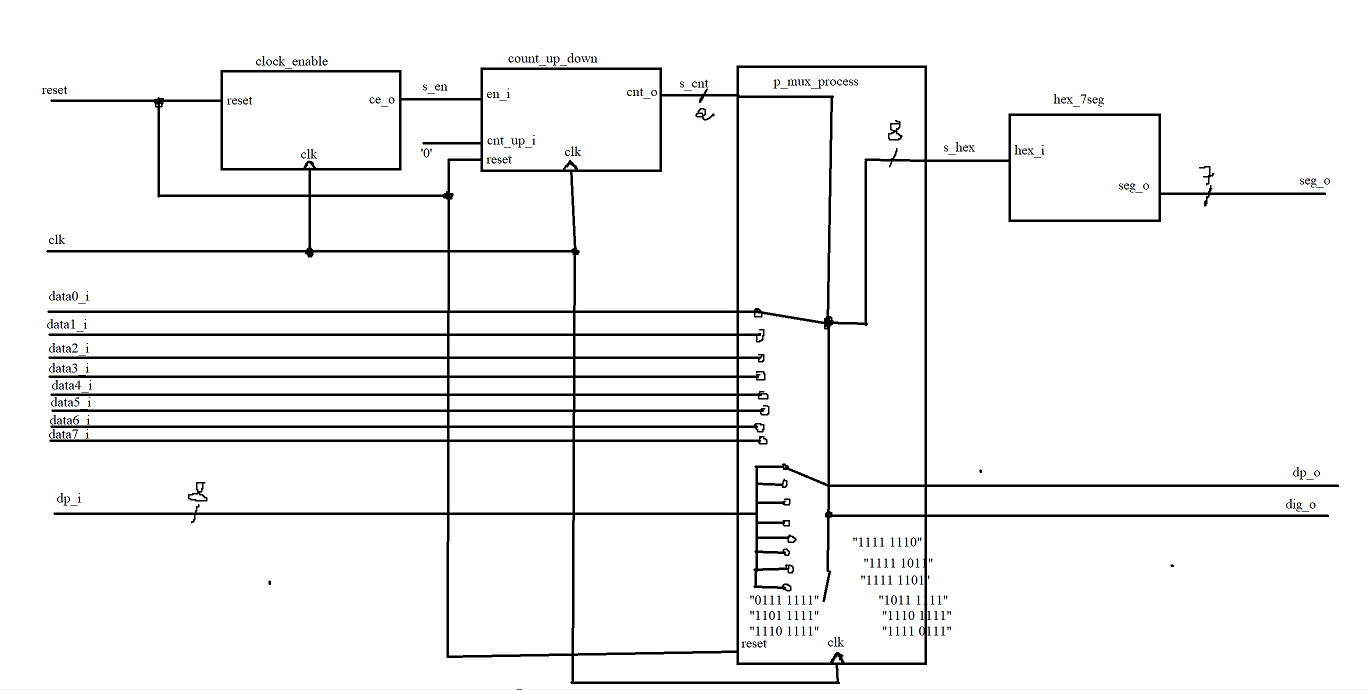 clock_enable
count_up_down
reset
reset
ce_o
clk
s_en
en_i
cnt_o
cnt_up_i
'0'
reset
clk
s_cnt
2
p_mux_process
8
s_hex
hex_7seg
hex_i
seg_o
7
seg_o
clk
data0_i
data1_i
data2_i
data3_i
data4_i
data5_i
data6_i
data7_i
dp_i
8
dp_o
dig_o
"1111 1110"
"1111 1011"
"1111 1101'
"0111 1111"
"1011 1111"
"1101 1111"
"1110 1111"
"1110 1111"
"1111 0111"
reset
clk